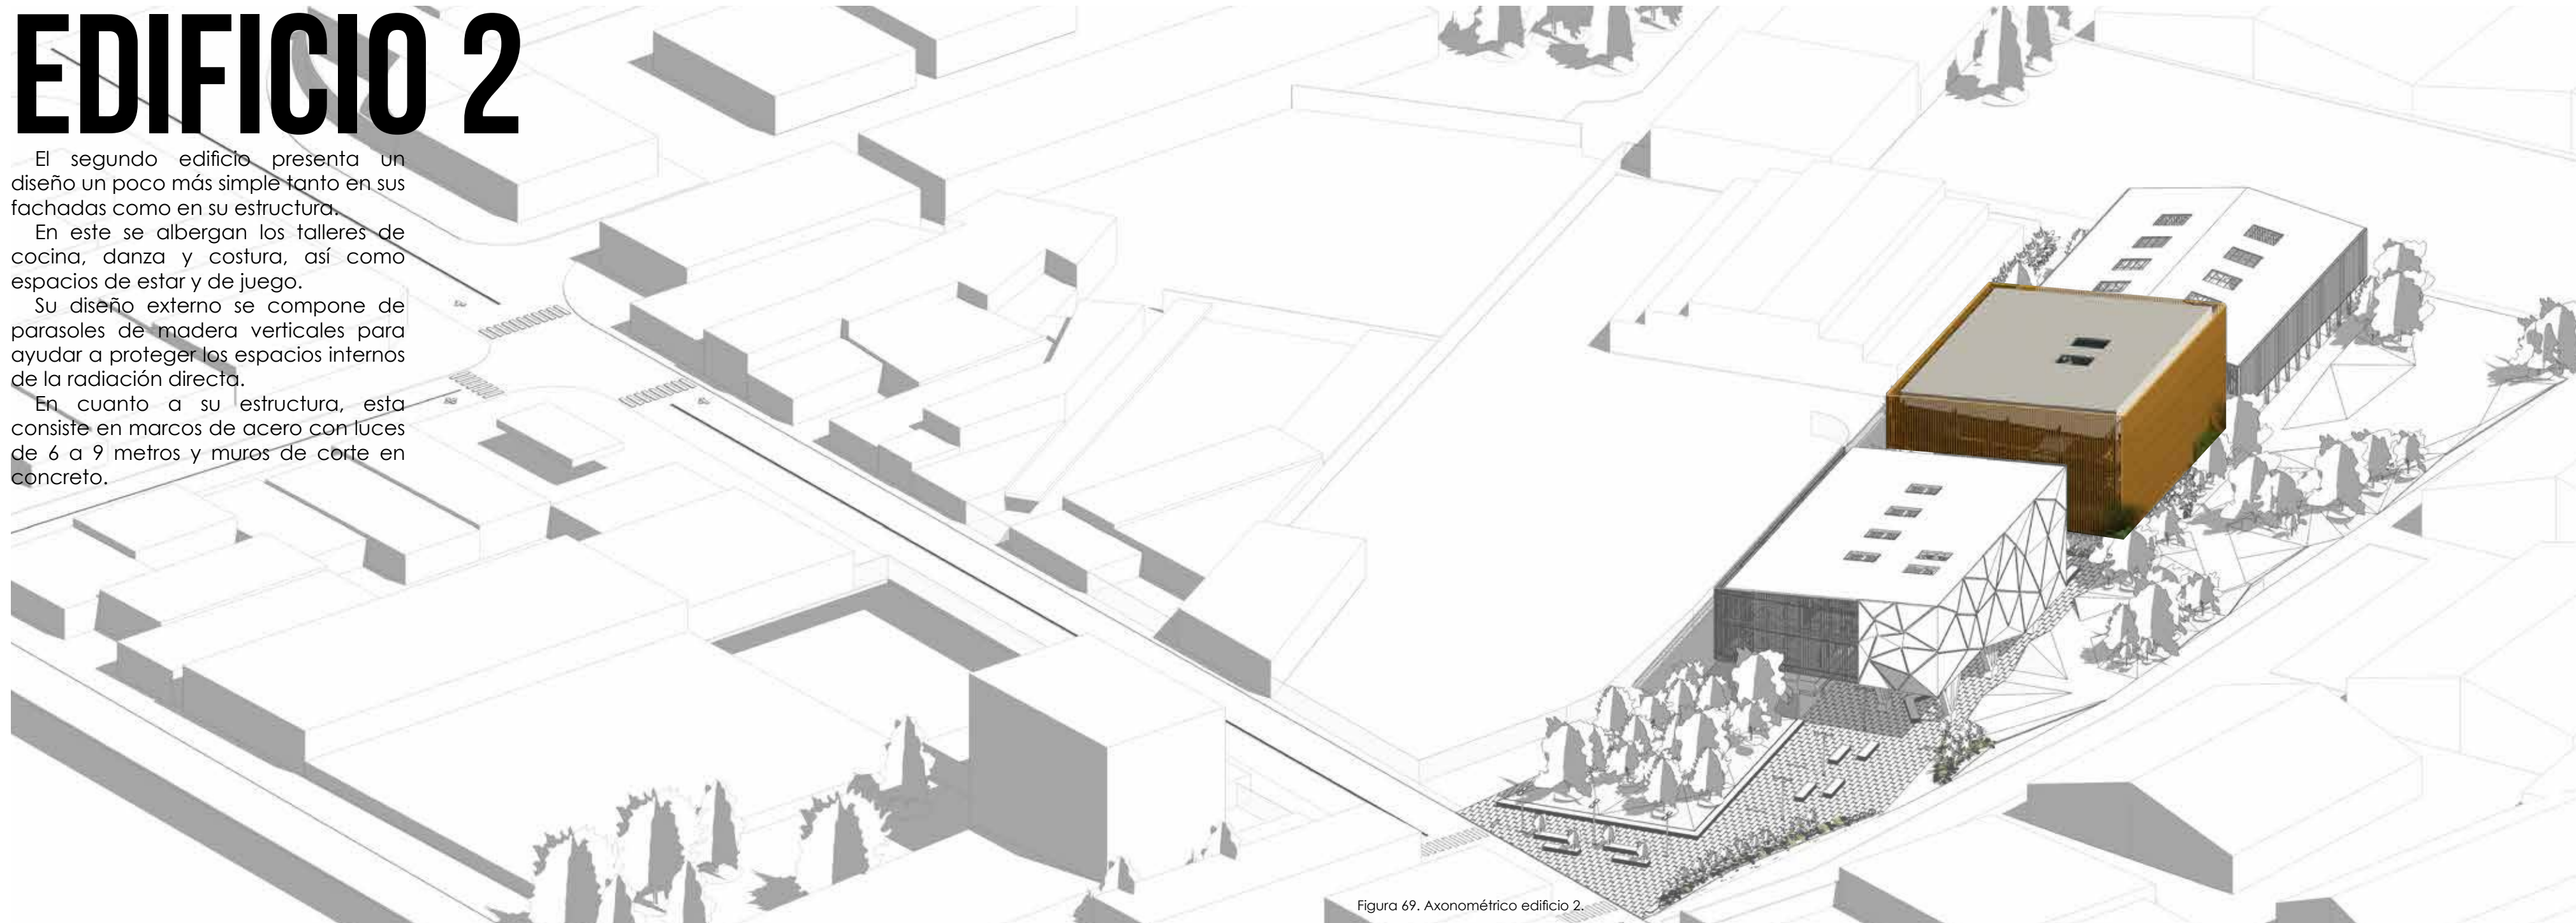 EDIFICIO 2
El segundo edificio presenta un
diseño un poco más simple tanto en sus
fachadas como en su estructura.
En este se albergan los talleres de
cocina, danza y costura, así como
espacios de estar y de juego.
Su diseño externo se compone de
parasoles de madera verticales para
ayudar a proteger los espacios internos
de la radiación directa.
En cuanto a su estructura, esta
consiste en marcos de acero con luces
de 6 a 9 metros y muros de corte en
concreto.
Figura 69. Axonométrico edificio 2.